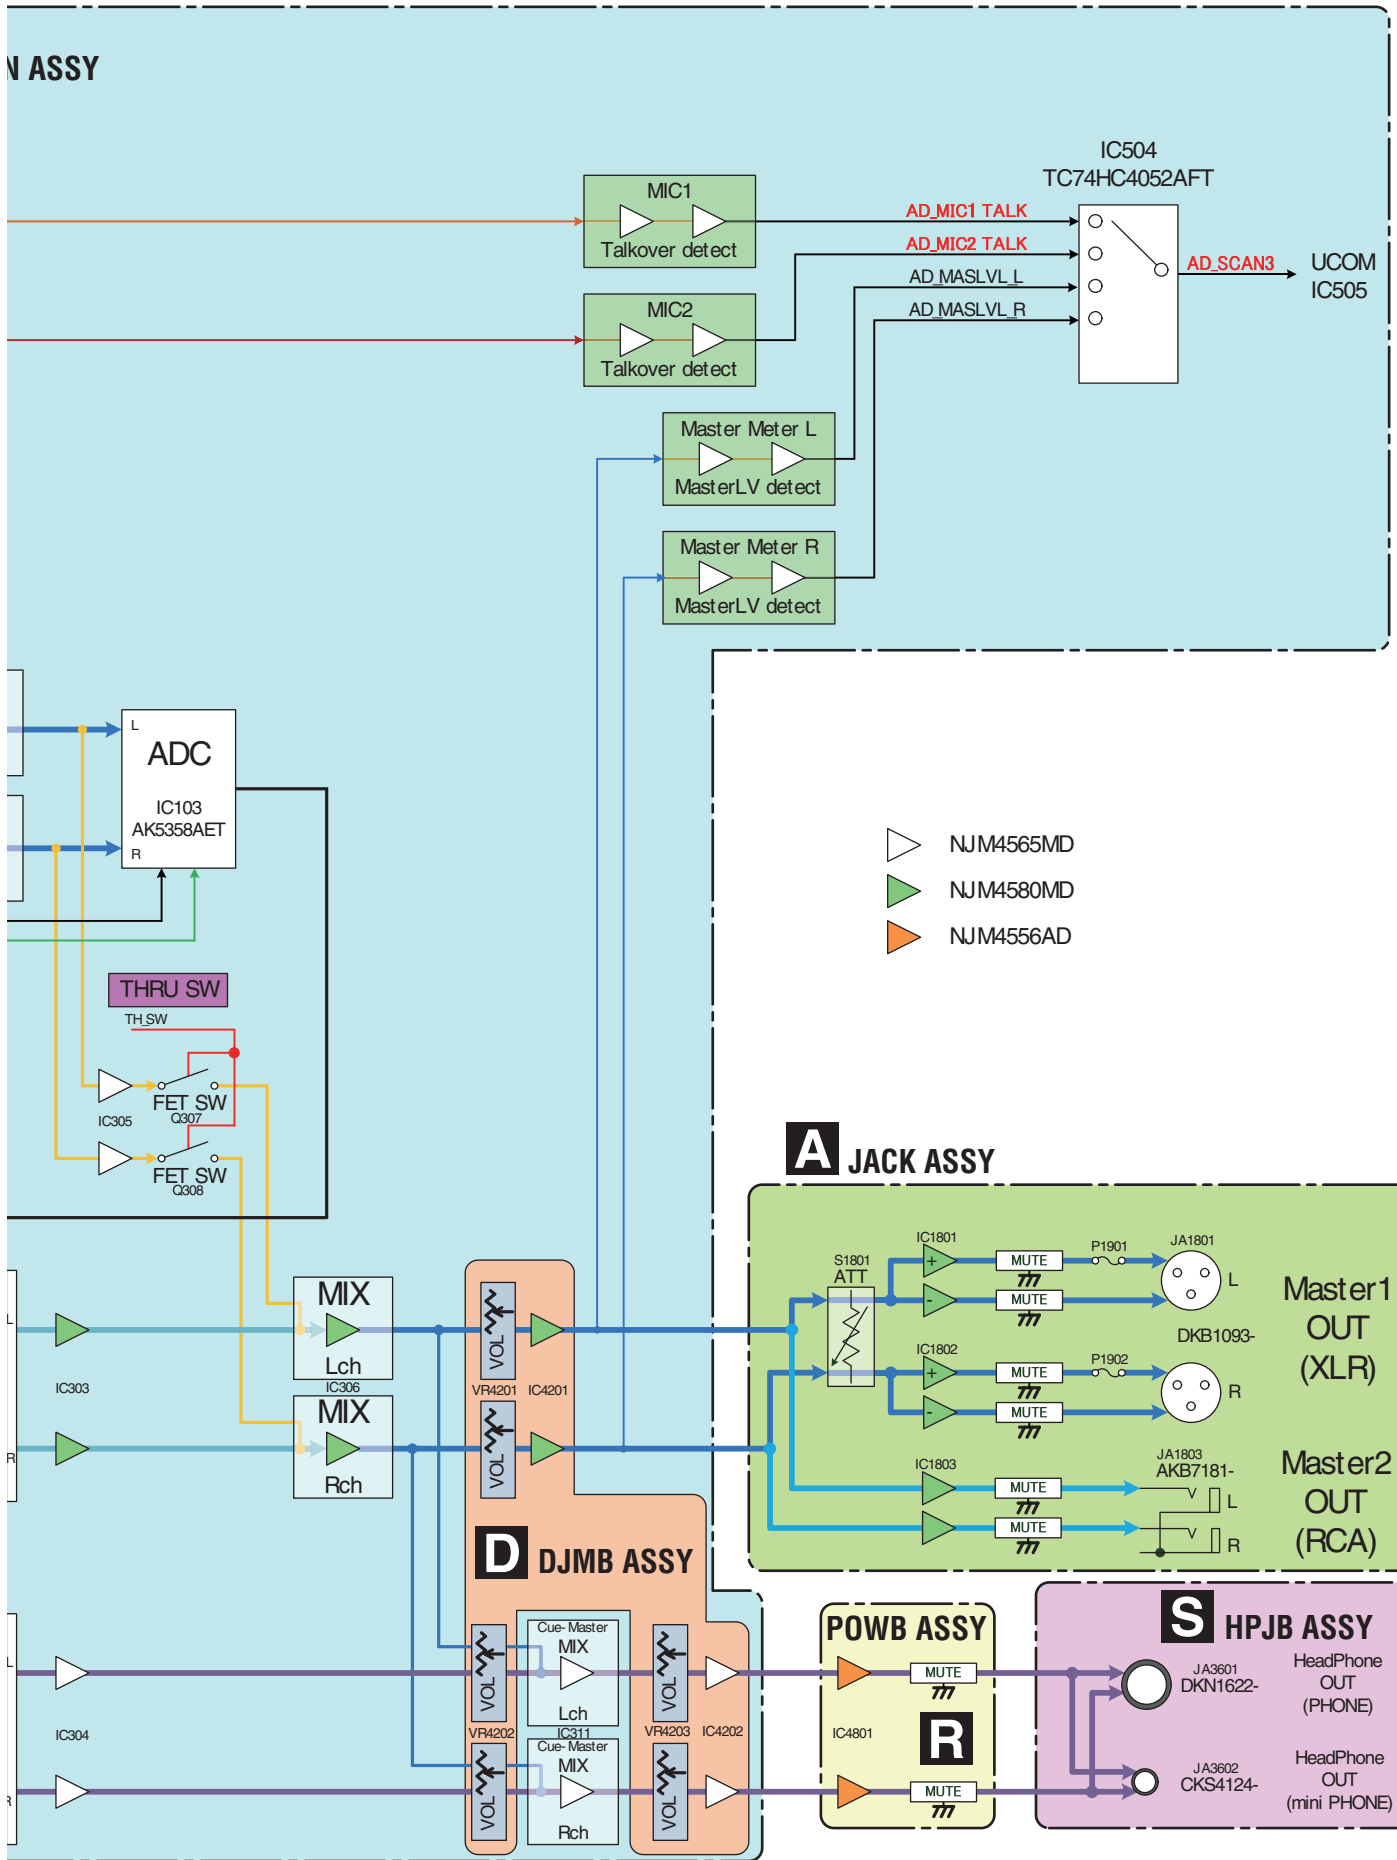 N ASSY
IC504
TC74HC4052AFT
MIC1
Talkover detect
AD_MIC1 TALK
AD_MIC2 TALK
AD_MASLVL_L
AD_MASLVL_R
AD_SCAN3
UCOM
IC505
MIC2
Talkover detect
Master Meter L
MasterLV detect
Master Meter R
MasterLV detect
L
ADC
IC103
AK5358AET
R
NJM4565MD
NJM4580MD
NJM4556AD
THRU SW
TH_SW
FET SW
Q307
IC305
FET SW
Q308
A JACK ASSY
S1801
ATT
IC1801
+
-
MUTE
MUTE
P1901
JA1801
L
DKB1093-
Master1
OUT
(XLR)
IC1802
+
-
MUTE
MUTE
P1902
R
IC1803
MUTE
MUTE
JA1803
AKB7181-
L
R
Master2
OUT
(RCA)
L
IC303
R
MIX
Lch
IC306
MIX
Rch
VOL
VR4201
IC4201
VOL
D DJMB ASSY
L
IC304
R
VOL
VR4202
VOL
Cue-Master
MIX
Lch
IC311
Cue-Master
MIX
Rch
VOL
VR4203
VOL
IC4202
POWB ASSY
MUTE
IC4801
R
MUTE
S HPJB ASSY
JA3601
DKN1622-
HeadPhone
OUT
(PHONE)
JA3602
CKS4124-
HeadPhone
OUT
(mini PHONE)